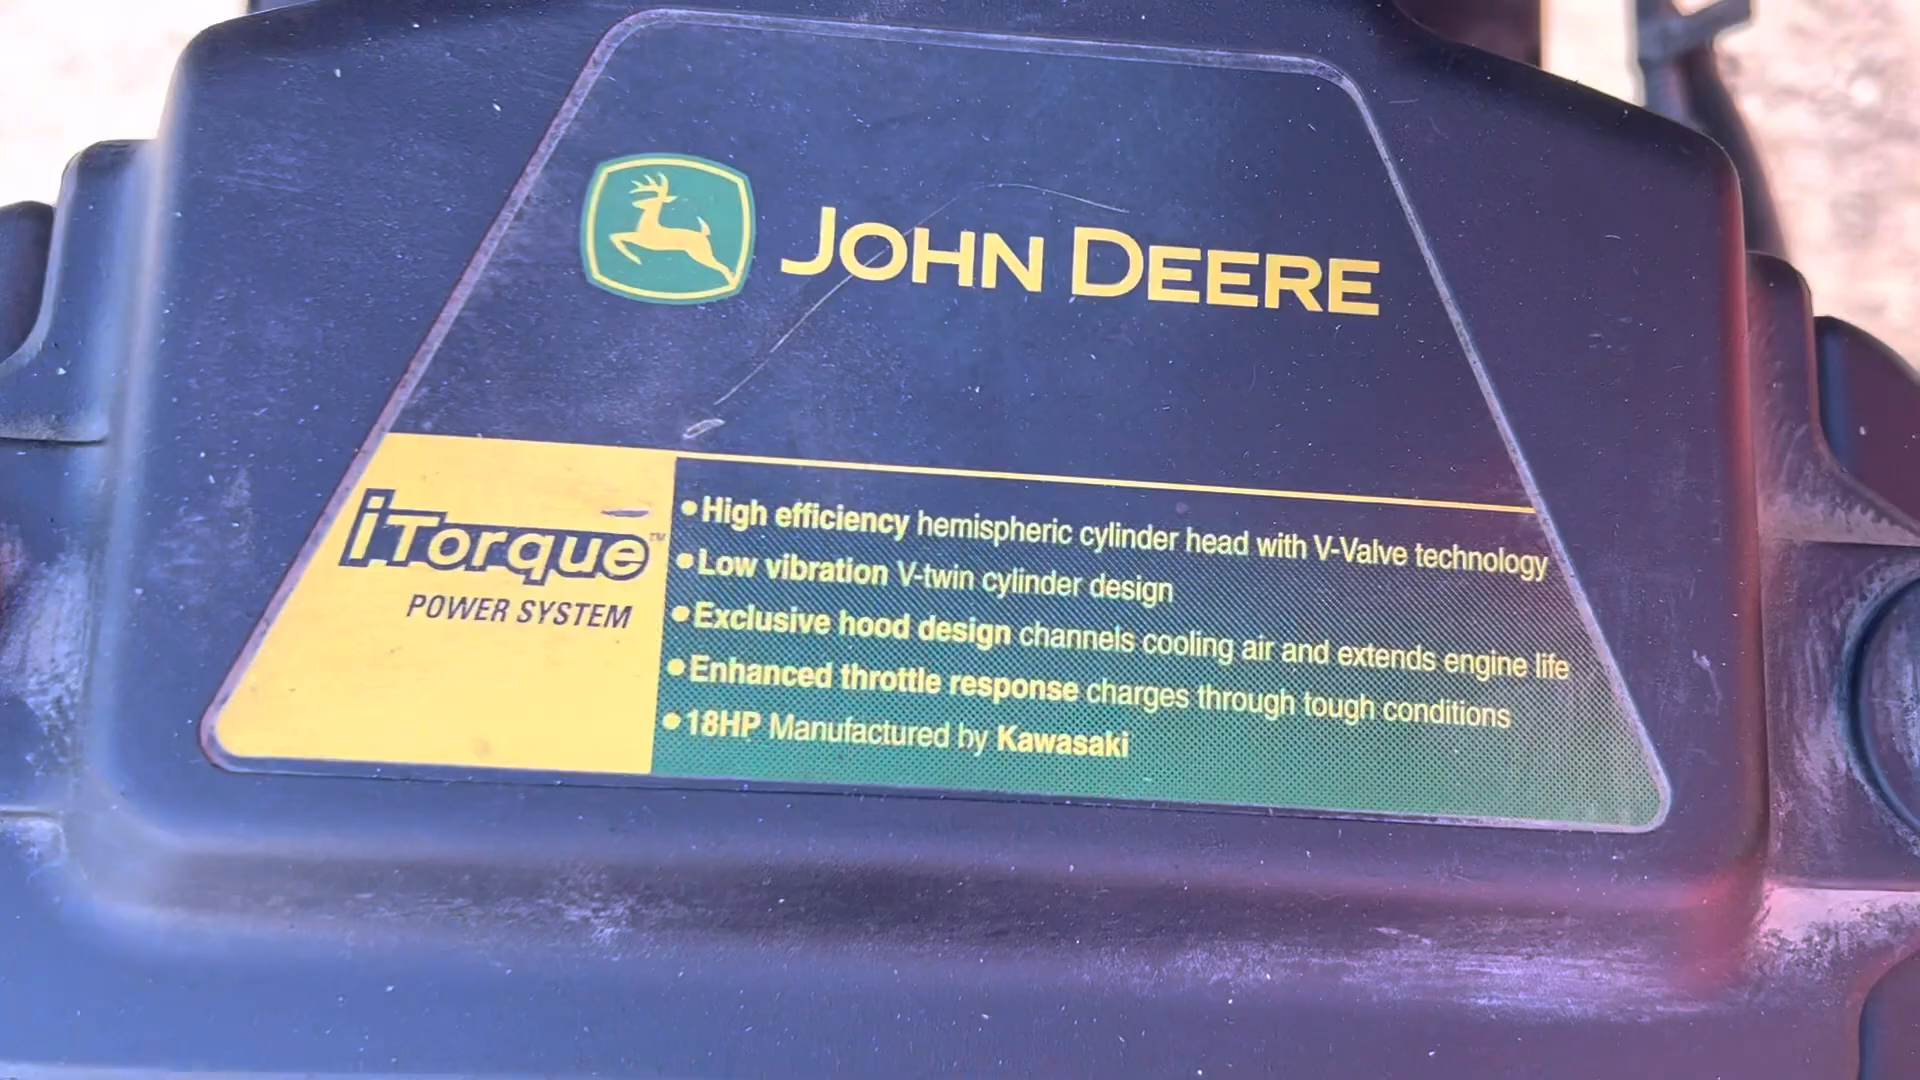 JOHN DEERE
iTorque™
POWER SYSTEM
• High efficiency hemispheric cylinder head with V-Valve technology
• Low vibration V-twin cylinder design
• Exclusive hood design channels cooling air and extends engine life
• Enhanced throttle response charges through tough conditions
• 18HP Manufactured by Kawasaki